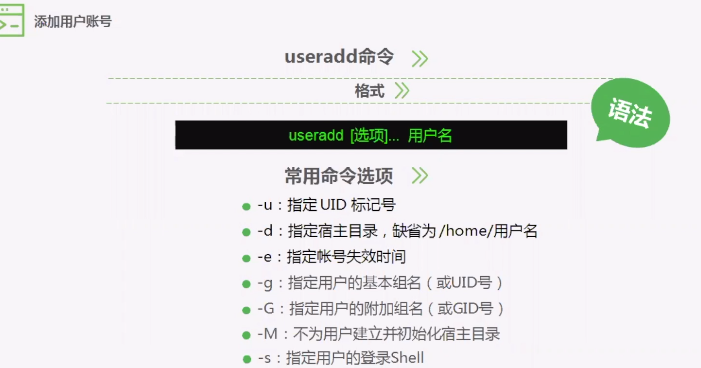 添加用户账号
useradd命令
格式
语法
useradd [选项]... 用户名
常用命令选项
-u：指定 UID 标记号
-d：指定宿主目录，缺省为 /home/用户名
-e：指定帐号失效时间
-g：指定用户的基本组名（或UID号）
-G：指定用户的附加组名（或GID号）
-M：不为用户建立并初始化宿主目录
-s：指定用户的登录Shell